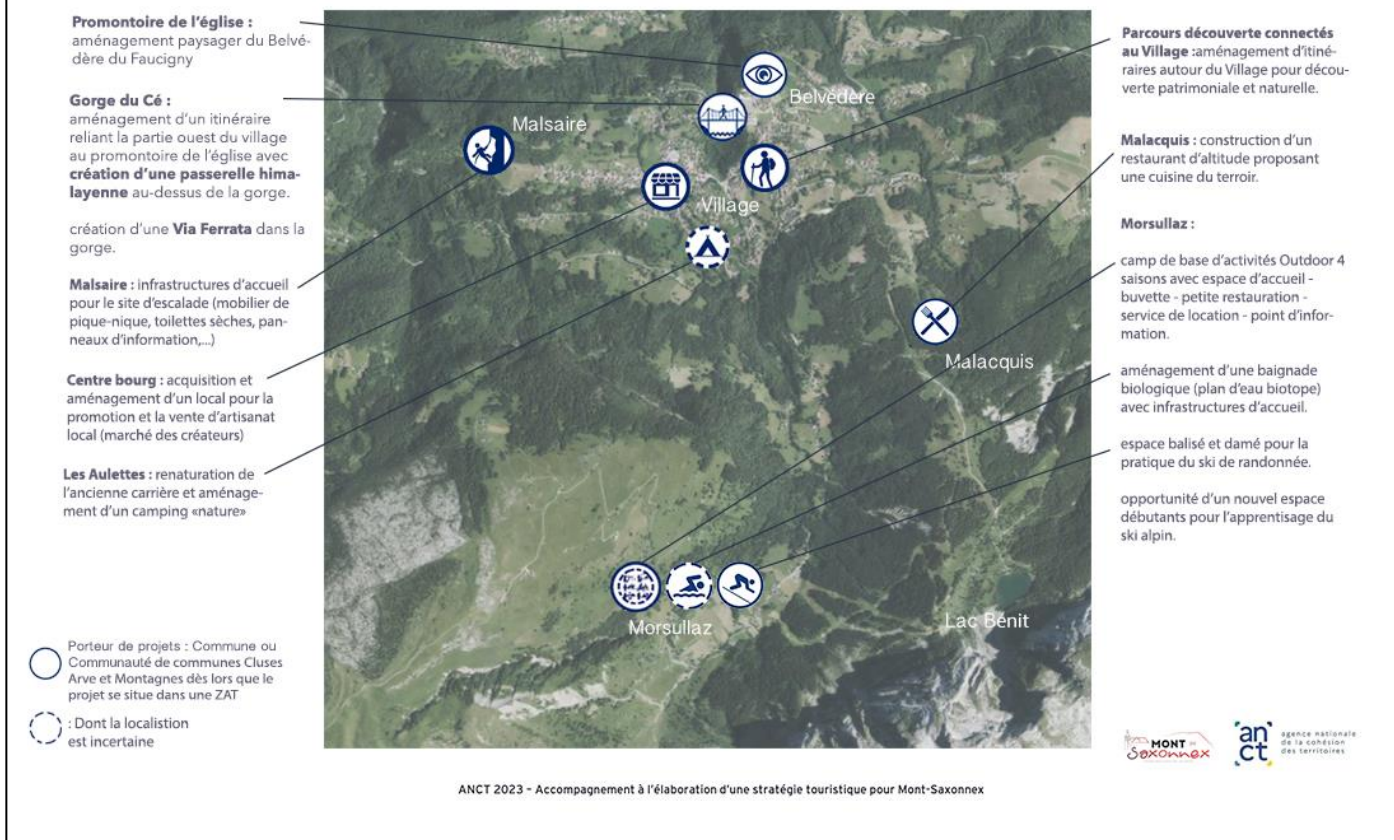 Promontoire de l'église :
aménagement paysager du Belvé-
dère du Faucigny
Gorge du Cé :
aménagement d'un itinéraire
reliant la partie ouest du village
au promontoire de l'église avec
création d'une passerelle hima-
layenne au-dessus de la gorge.
création d'une Via Ferrata dans la
gorge.
Malsaire : infrastructures d'accueil
pour le site d'escalade (mobilier de
pique-nique, toilettes sèches, pan-
neaux d'information,...)
Centre bourg : acquisition et
aménagement d'un local pour la
promotion et la vente d'artisanat
local (marché des créateurs)
Les Aulettes : renaturation de
l'ancienne carrière et aménage-
ment d'un camping «nature»
Porteur de projets : Commune ou
Communauté de communes Cluses
Arve et Montagnes dès lors que le
projet se situe dans une ZAT
: Dont la localistion
est incertaine
Belvédère
Malsaire
Village
Malacquis
Morsullaz
Lac Bénit
Parcours découverte connectés
au Village :aménagement d'itiné-
raires autour du Village pour décou-
verte patrimoniale et naturelle.
Malacquis : construction d'un
restaurant d'altitude proposant
une cuisine du terroir.
Morsullaz :
camp de base d'activités Outdoor 4
saisons avec espace d'accueil -
buvette - petite restauration -
service de location - point d'infor-
mation.
aménagement d'une baignade
biologique (plan d'eau biotope)
avec infrastructures d'accueil.
espace balisé et damé pour la
pratique du ski de randonnée.
opportunité d'un nouvel espace
débutants pour l'apprentisage du
ski alpin.
MONT
Saxonnex
anct
agence nationale
de la cohésion
des territoires
ANCT 2023 - Accompagnement à l'élaboration d'une stratégie touristique pour Mont-Saxonnex